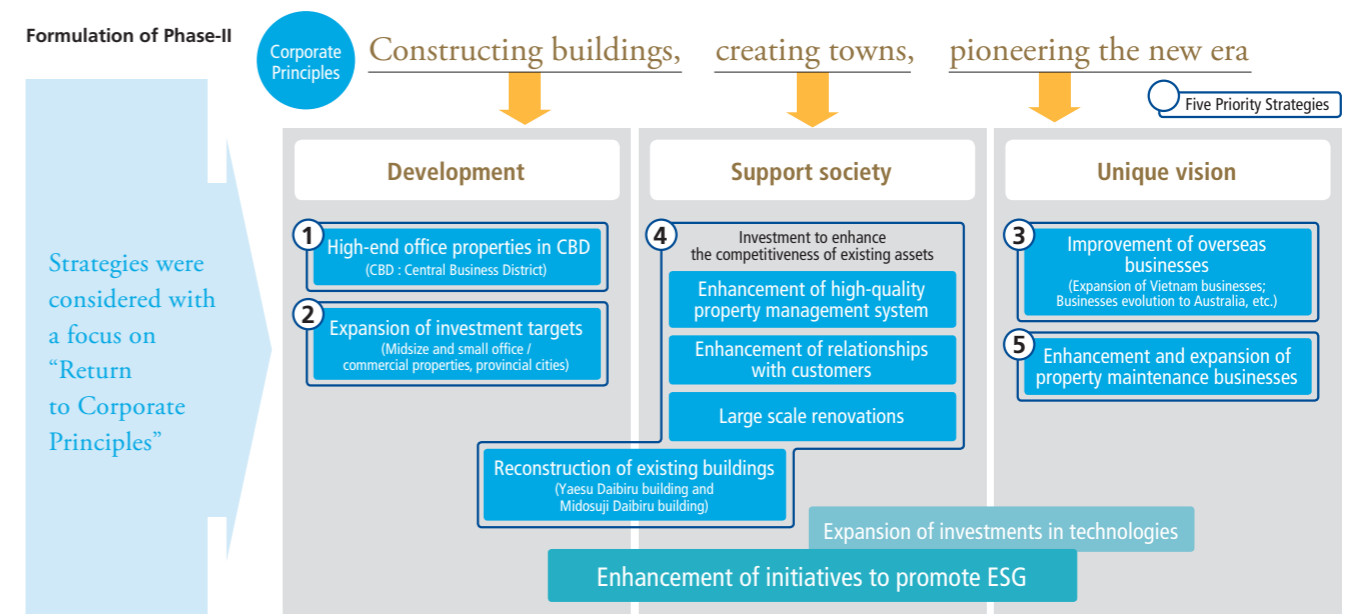 Formulation of Phase-II
Corporate
Principles
Constructing buildings, creating towns, pioneering the new era
Five Priority Strategies
Strategies were
considered with
a focus on
“Return
to Corporate
Principles”
Development
1
High-end office properties in CBD
(CBD : Central Business District)
2
Expansion of investment targets
(Midsize and small office /
commercial properties, provincial cities)
Support society
4
Investment to enhance
the competitiveness of existing assets
Enhancement of high-quality
property management system
Enhancement of relationships
with customers
Large scale renovations
Reconstruction of existing buildings
(Yaesu Daibiru building and
Midosuji Daibiru building)
Unique vision
3
Improvement of overseas
businesses
(Expansion of Vietnam businesses;
Businesses evolution to Australia, etc.)
5
Enhancement and expansion of
property maintenance businesses
Expansion of investments in technologies
Enhancement of initiatives to promote ESG